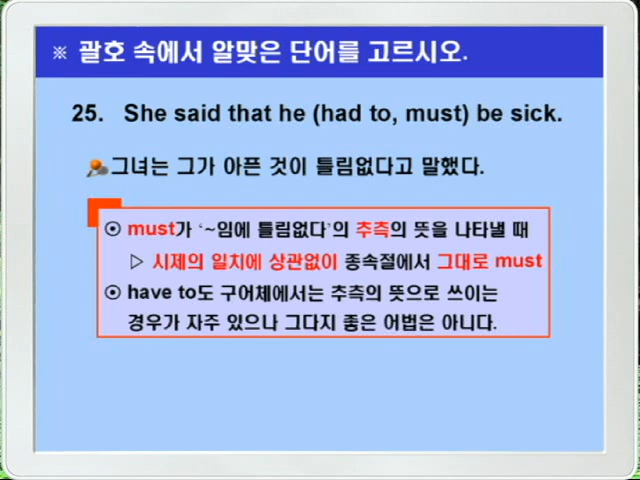 ※ 괄호 속에서 알맞은 단어를 고르시오.
25. She said that he (had to, must) be sick.
그녀는 그가 아픈 것이 틀림없다고 말했다.
⊙ must가 ‘~임에 틀림없다’의 추측의 뜻을 나타낼 때
▷ 시제의 일치에 상관없이 종속절에서 그대로 must
⊙ have to도 구어체에서는 추측의 뜻으로 쓰이는
경우가 자주 있으나 그다지 좋은 어법은 아니다.